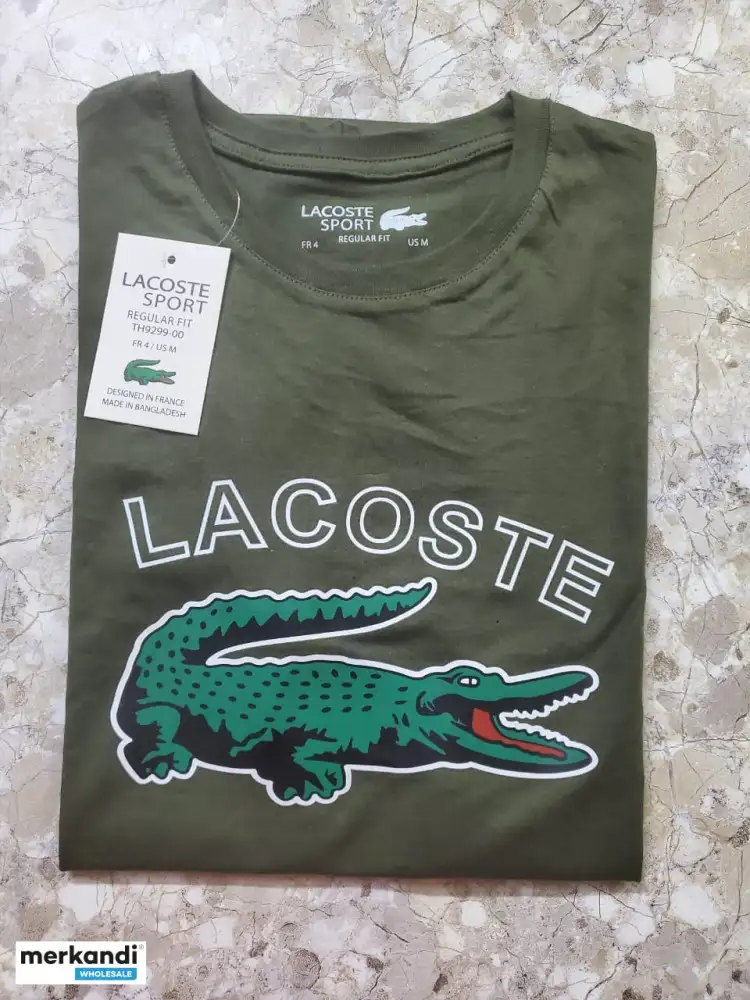 LACOSTE
SPORT
FR 4 REGULAR FIT US M
LACOSTE
SPORT
REGULAR FIT
TH9299-00
FR 4 / US M
DESIGNED IN FRANCE
MADE IN BANGLADESH
LACOSTE
merkandi®
WHOLESALE